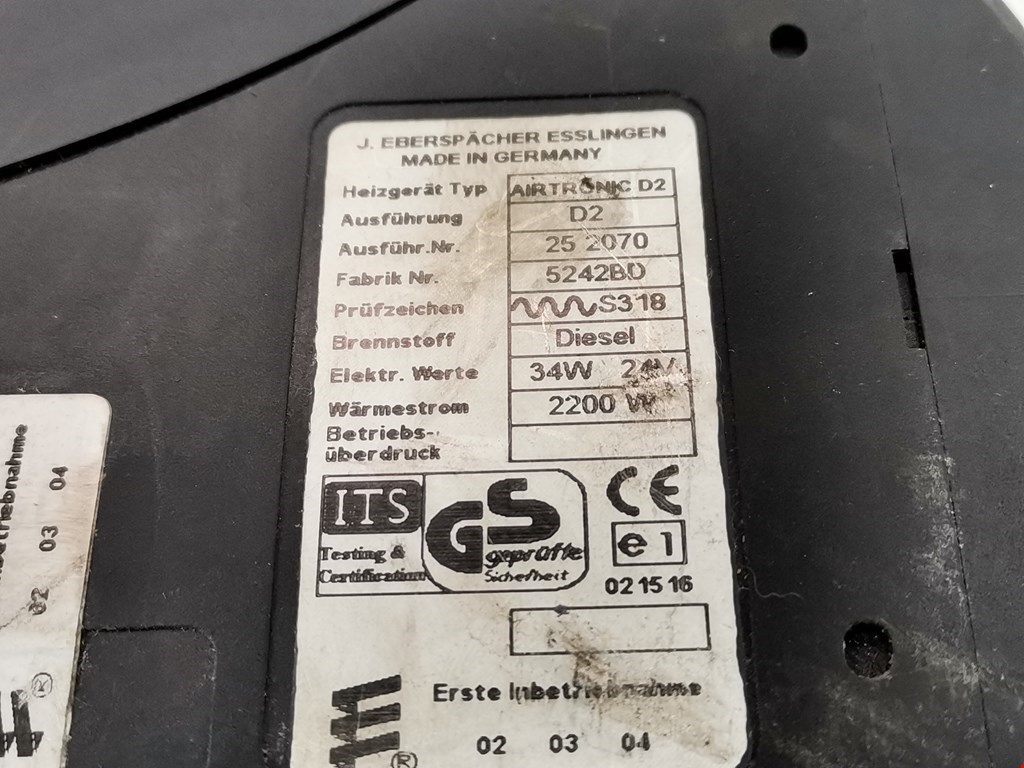 J. EBERSPÄCHER ESSLINGEN
MADE IN GERMANY
Heizgerät Typ AIRTRONIC D2
Ausführung D2
Ausführ.Nr. 25 2070
Fabrik Nr. 5242BD
Prüfzeichen S318
Brennstoff Diesel
Elektr. Werte 34W 24V
Wärmestrom 2200 W
Betriebs-
überdruck
ITS
Testing &
Certification
GS
geprüfte
Sicherheit
CE
e1
02 15 16
Erste Inbetriebnahme
02 03 04
®
02 03 04
®